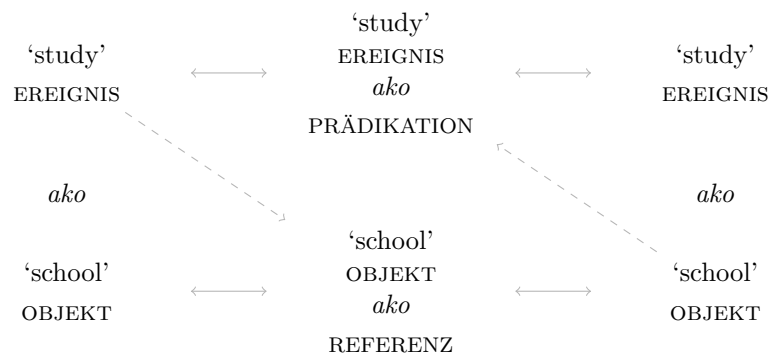 ‘study’
‘study’ EREIGNIS ‘study’
EREIGNIS ako EREIGNIS
PRÄDIKATION
ako ako
‘school’
‘school’ OBJEKT ‘school’
OBJEKT ako OBJEKT
REFERENZ